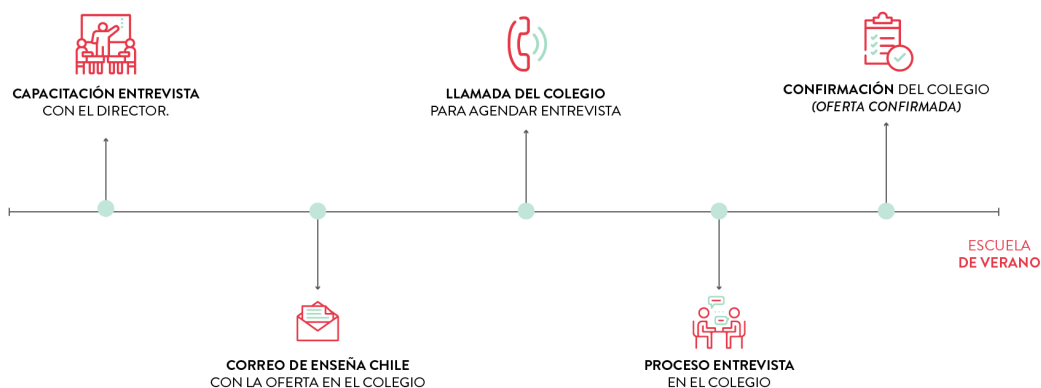 CAPACITACIÓN ENTREVISTA
CON EL DIRECTOR.
CORREO DE ENSEÑA CHILE
CON LA OFERTA EN EL COLEGIO
LLAMADA DEL COLEGIO
PARA AGENDAR ENTREVISTA
PROCESO ENTREVISTA
EN EL COLEGIO
CONFIRMACIÓN DEL COLEGIO
(OFERTA CONFIRMADA)
ESCUELA
DE VERANO